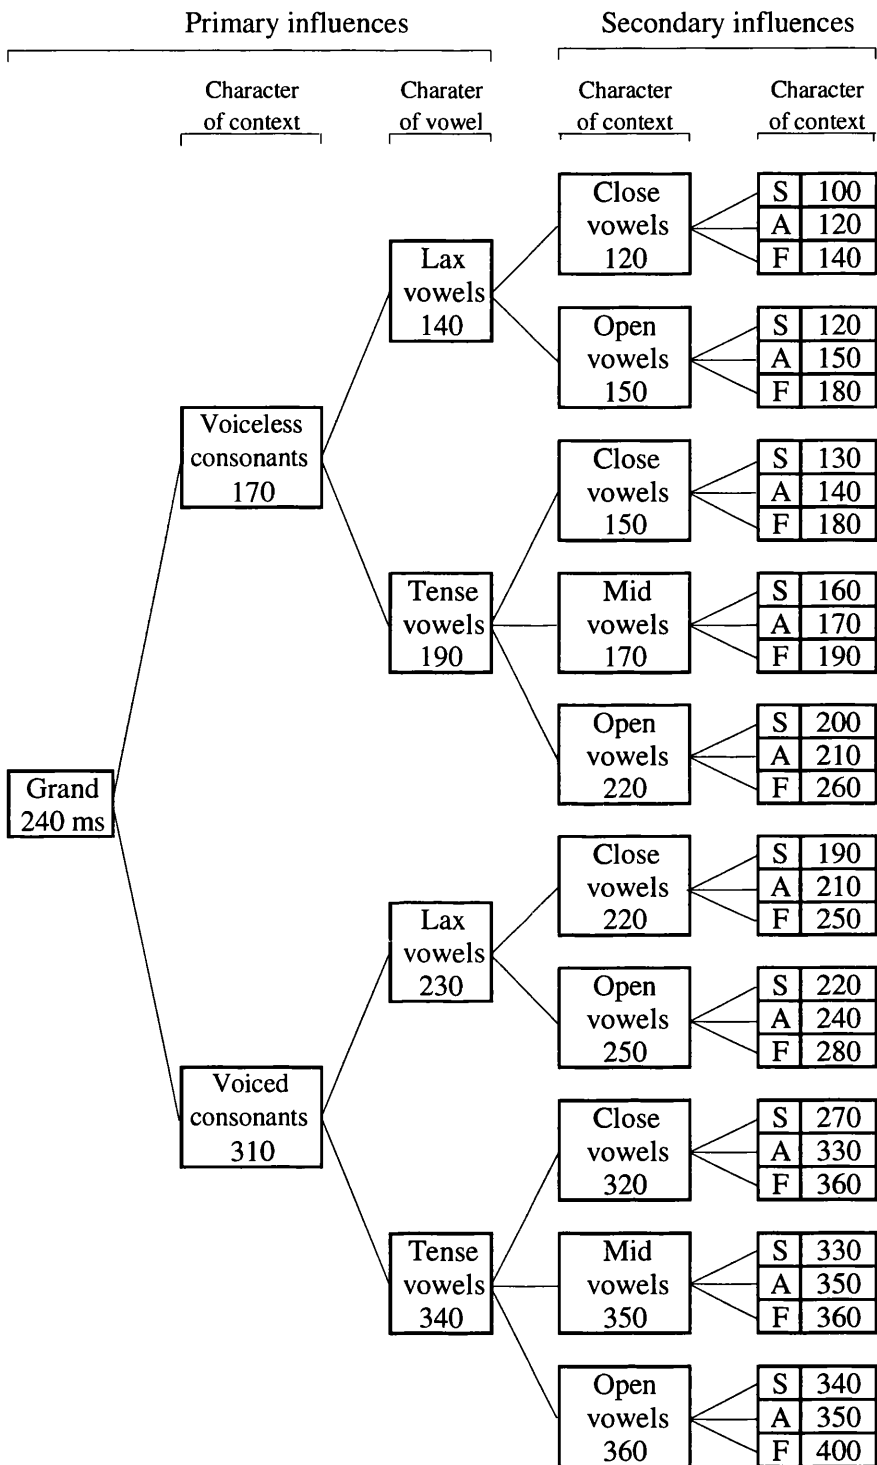 Primary influences
Secondary influences
Character
of context
Charater
of vowel
Character
of context
Character
of context
Grand
240 ms
Voiceless
consonants
170
Lax
vowels
140
Close
vowels
120
S 100
A 120
F 140
Open
vowels
150
S 120
A 150
F 180
Tense
vowels
190
Close
vowels
150
S 130
A 140
F 180
Mid
vowels
170
S 160
A 170
F 190
Open
vowels
220
S 200
A 210
F 260
Voiced
consonants
310
Lax
vowels
230
Close
vowels
220
S 190
A 210
F 250
Open
vowels
250
S 220
A 240
F 280
Tense
vowels
340
Close
vowels
320
S 270
A 330
F 360
Mid
vowels
350
S 330
A 350
F 360
Open
vowels
360
S 340
A 350
F 400